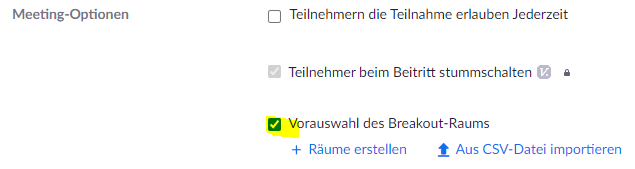 Meeting-Optionen
Teilnehmern die Teilnahme erlauben Jederzeit
Teilnehmer beim Beitritt stummschalten
Vorauswahl des Breakout-Raums
+ Räume erstellen Aus CSV-Datei importieren